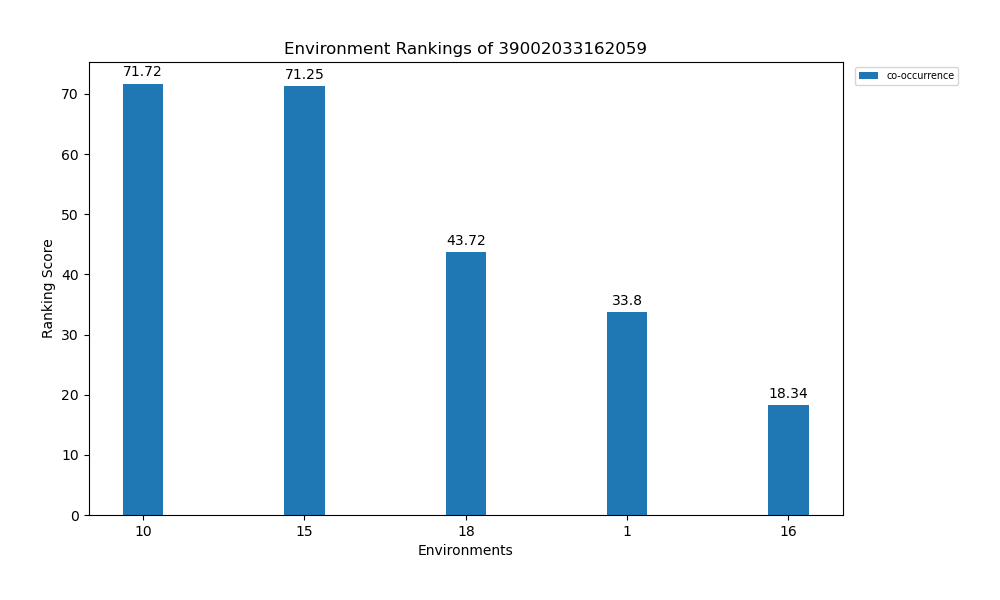 Environment Rankings of 39002033162059
co-occurrence
71.72
71.25
43.72
33.8
18.34
70
60
50
40
30
20
10
0
Ranking Score
10 15 18 1 16
Environments